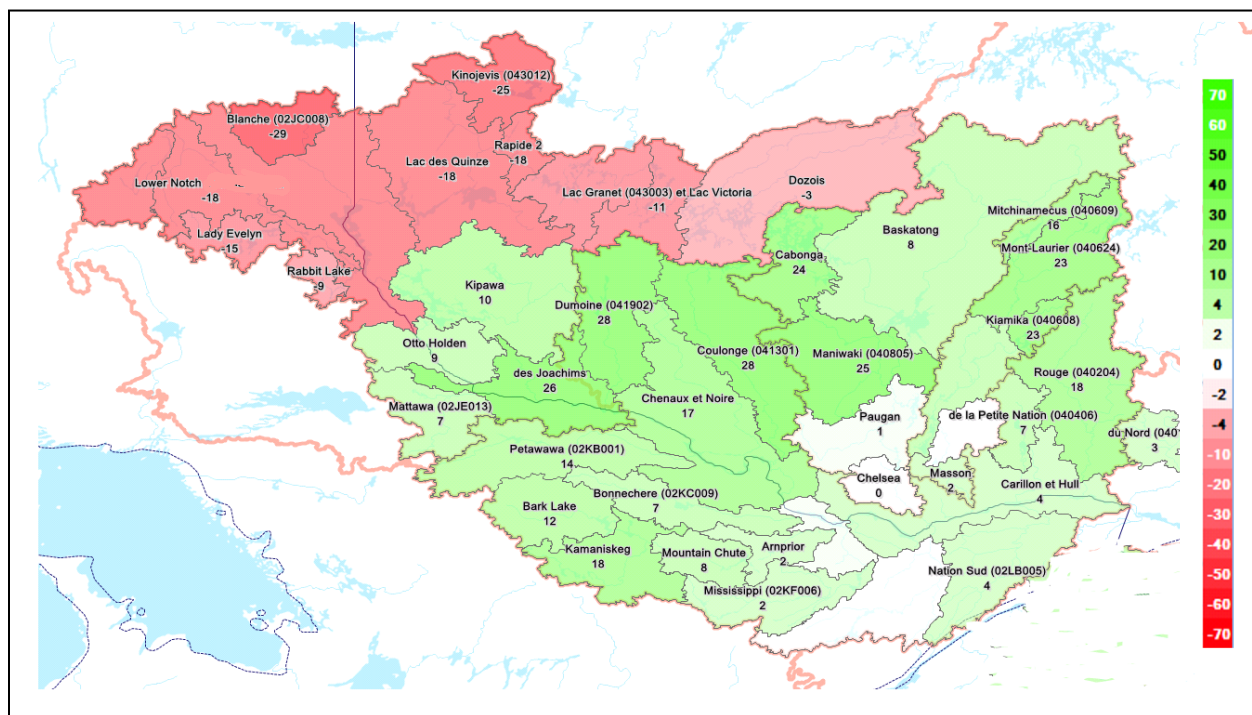 Kinojevis (043012)
-25
Blanche (02JC008)
-29
Rapide 2
-18
Lac des Quinze
-18
Lower Notch
-18
Lac Granet (043003) et Lac Victoria
-11
Dozois
-3
Lady Evelyn
-15
Rabbit Lake
-9
Mitchinamecus (040609)
16
Baskatong
8
Mont-Laurier (040624)
23
Cabonga
24
Kipawa
10
Dumoine (041902)
28
Kiamika (040608)
23
Otto Holden
9
Coulonge (041301)
28
Maniwaki (040805)
25
Rouge (040204)
18
des Joachims
26
Chenaux et Noire
17
Mattawa (02JE013)
7
Paugan
1
de la Petite Nation (040406)
7
du Nord (040
3
Petawawa (02KB001)
14
Chelsea
0
Masson
2
Carillon et Hull
4
Bonnechere (02KC009)
7
Bark Lake
12
Kamaniskeg
18
Mountain Chute
8
Arnprior
2
Nation Sud (02LB005)
4
Mississippi (02KF006)
2
70
60
50
40
30
20
10
4
2
0
-2
-4
-10
-20
-30
-40
-50
-60
-70